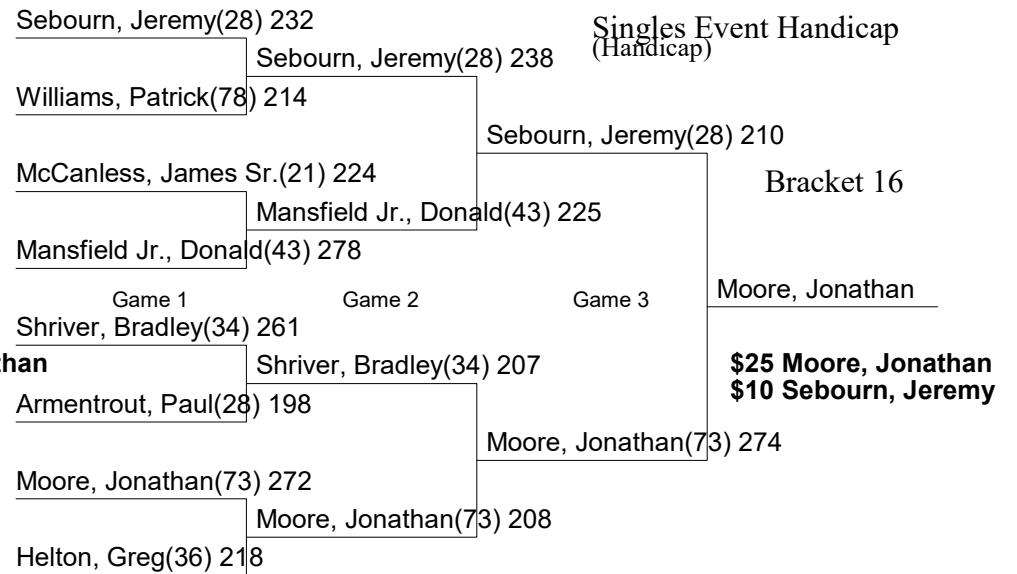 Sebourn, Jeremy(28) 232
Singles Event Handicap
(Handicap)
Sebourn, Jeremy(28) 238
Williams, Patrick(78) 214
Sebourn, Jeremy(28) 210
McCanless, James Sr.(21) 224
Bracket 16
Mansfield Jr., Donald(43) 225
Mansfield Jr., Donald(43) 278
Game 1
Game 2
Game 3
Moore, Jonathan
Shriver, Bradley(34) 261
Shriver, Bradley(34) 207
$25 Moore, Jonathan
$10 Sebourn, Jeremy
Armentrout, Paul(28) 198
Moore, Jonathan(73) 274
Moore, Jonathan(73) 272
Moore, Jonathan(73) 208
Helton, Greg(36) 218